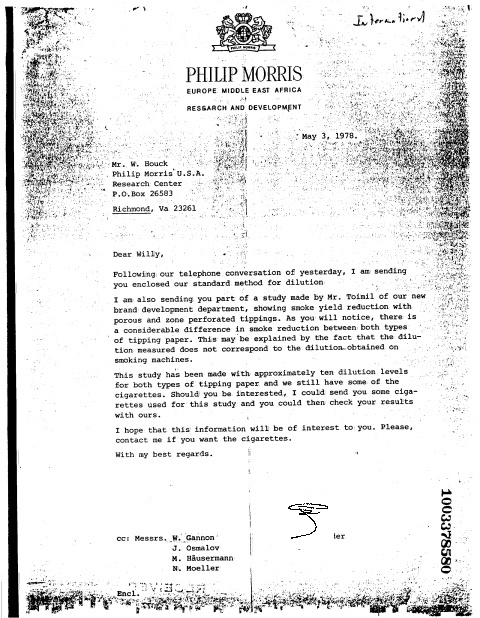 International
PHILIP MORRIS
PHILIP MORRIS
EUROPE MIDDLE EAST AFRICA
RESEARCH AND DEVELOPMENT
May 3, 1978.
Mr. W. Houck
Philip Morris U.S.A.
Research Center
P.O.Box 26583
Richmond, Va 23261
Dear Willy,
Following our telephone conversation of yesterday, I am sending
you enclosed our standard method for dilution
I am also sending you part of a study made by Mr. Toimil of our new
brand development department, showing smoke yield reduction with
porous and zone perforated tippings. As you will notice, there is
a considerable difference in smoke reduction between both types
of tipping paper. This may be explained by the fact that the dilu-
tion measured does not correspond to the dilution obtained on
smoking machines.
This study has been made with approximately ten dilution levels
for both types of tipping paper and we still have some of the
cigarettes. Should you be interested, I could send you some ciga-
rettes used for this study and you could then check your results
with ours.
I hope that this information will be of interest to you. Please,
contact me if you want the cigarettes.
With my best regards.
ler
cc: Messrs. W. Gannon
J. Osmalov
M. Häusermann
N. Moeller
Encl.
1003378580